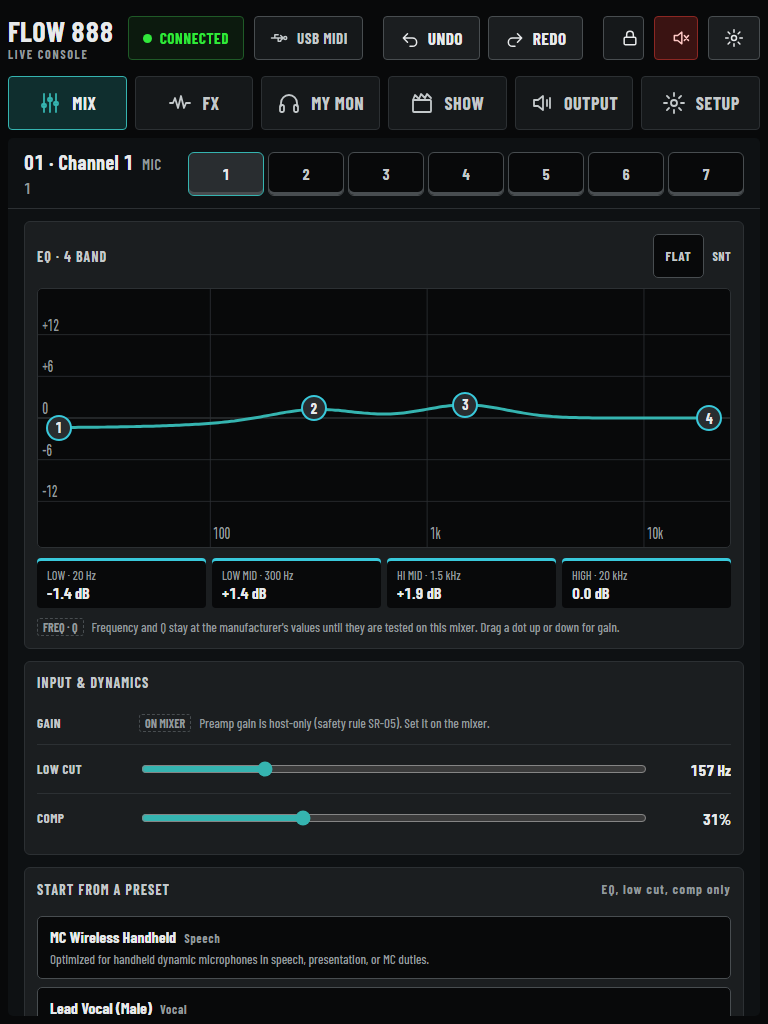 FLOW 888
LIVE CONSOLE
CONNECTED
USB MIDI
UNDO
REDO
MIX
FX
MY MON
SHOW
OUTPUT
SETUP
01 · Channel 1 MIC
1
1
2
3
4
5
6
7
EQ · 4 BAND
FLAT
SNT
+12
+6
0
-6
-12
1
2
3
4
100
1k
10k
LOW · 20 Hz
-1.4 dB
LOW MID · 300 Hz
+1.4 dB
HI MID · 1.5 kHz
+1.9 dB
HIGH · 20 kHz
0.0 dB
FREQ · Q Frequency and Q stay at the manufacturer's values until they are tested on this mixer. Drag a dot up or down for gain.
INPUT & DYNAMICS
GAIN ON MIXER Preamp gain is host-only (safety rule SR-05). Set it on the mixer.
LOW CUT 157 Hz
COMP 31%
START FROM A PRESET EQ, low cut, comp only
MC Wireless Handheld Speech
Optimized for handheld dynamic microphones in speech, presentation, or MC duties.
Lead Vocal (Male) Vocal